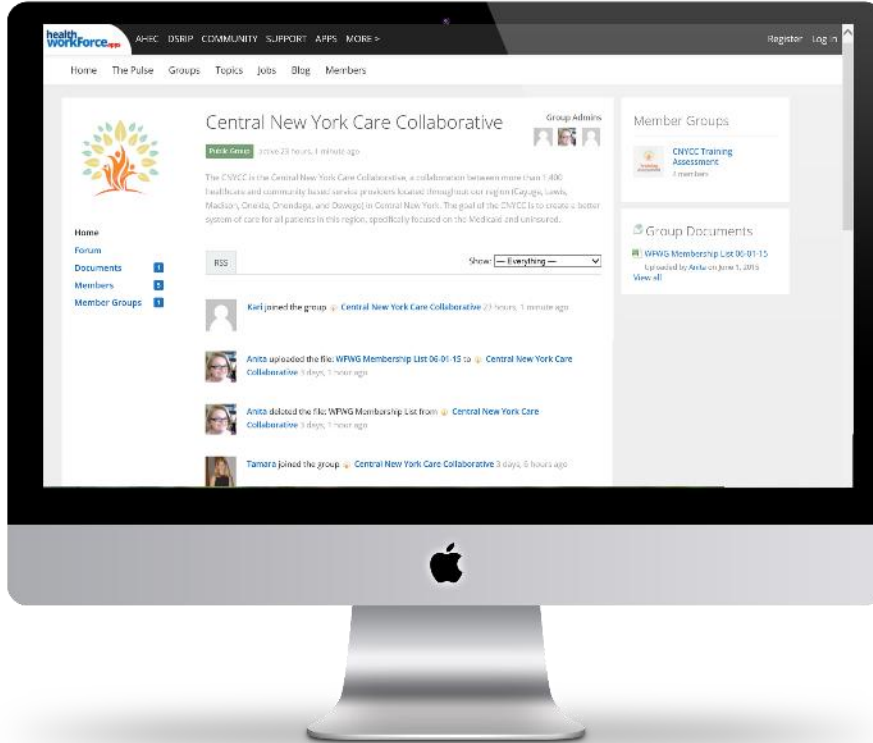 health
workForce apps
AHEC DSRIP COMMUNITY SUPPORT APPS MORE >
Register Log In
Home The Pulse Groups Topics Jobs Blog Members
Central New York Care Collaborative
Group Admins
Public Group active 23 hours, 1 minute ago
The CNYCC is the Central New York Care Collaborative, a collaboration between more than 1,400
healthcare and community based service providers located throughout our region (Cayuga, Lewis,
Madison, Oneida, Onondaga, and Oswego) in Central New York. The goal of the CNYCC is to create a better
system of care for all patients in this region, specifically focused on the Medicaid and uninsured.
Home
Forum
Documents 1
Members 5
Member Groups 1
RSS
Show: — Everything —
Kari joined the group Central New York Care Collaborative 23 hours, 1 minute ago
Anita uploaded the file: WFWG Membership List 06-01-15 to Central New York Care
Collaborative 3 days, 1 hour ago
Anita deleted the file: WFWG Membership List from Central New York Care
Collaborative 3 days, 1 hour ago
Tamara joined the group Central New York Care Collaborative 3 days, 6 hours ago
Member Groups
CNYCC Training
Assessment
members
Group Documents
WFWG Membership List 06-01-15
Uploaded by Anita on June 1, 2015
View all